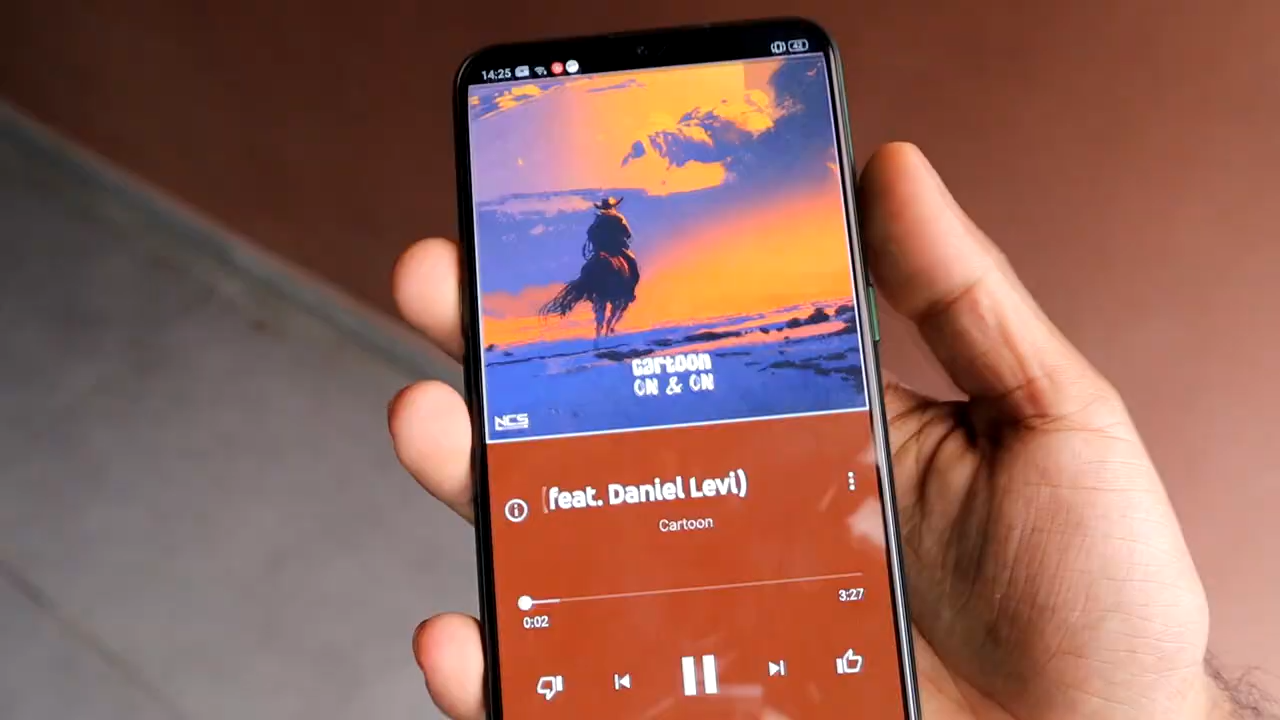 14:25
42
cartoon
ON & ON
NCS
(feat. Daniel Levi)
Cartoon
0:02
3:27